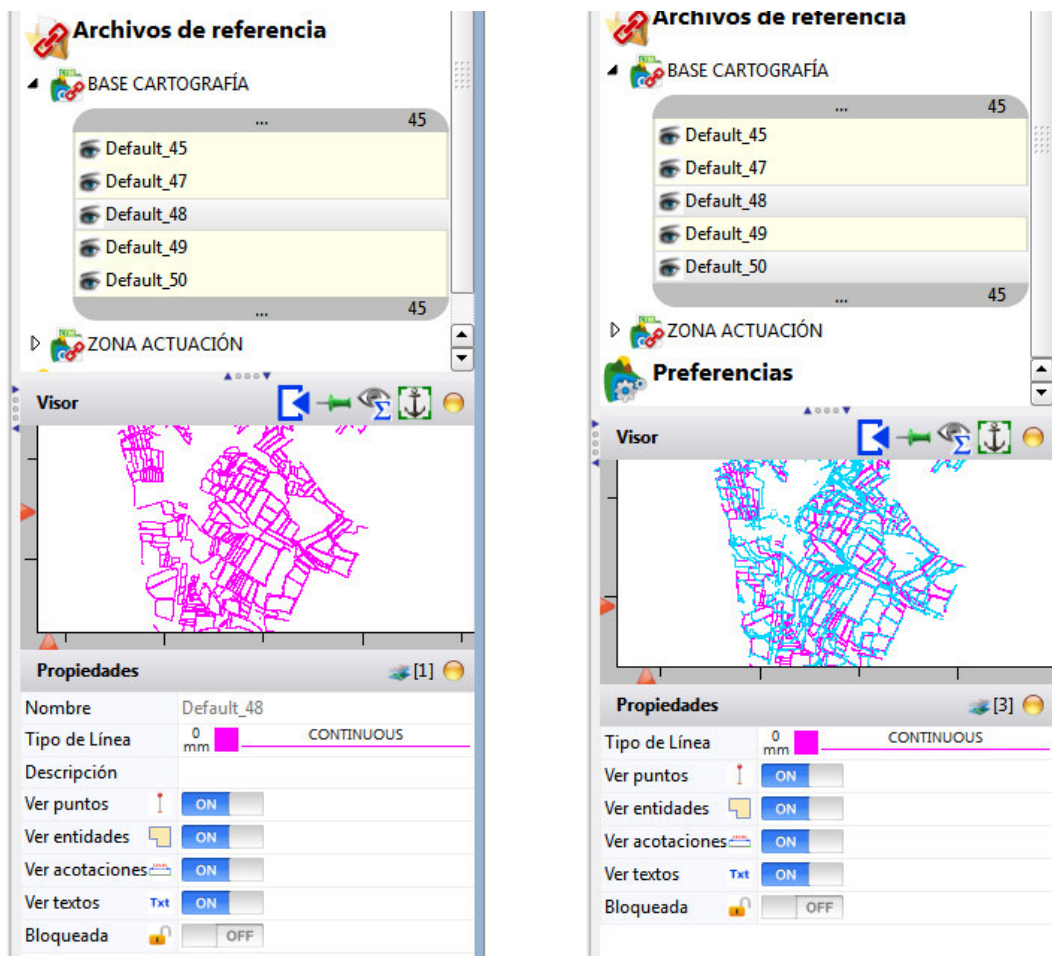 Archivos de referencia
BASE CARTOGRAFÍA
... 45
Default_45
Default_47
Default_48
Default_49
Default_50
... 45
ZONA ACTUACIÓN
Visor
Propiedades [1]
Nombre Default_48
Tipo de Línea 0 mm CONTINUOUS
Descripción
Ver puntos ON
Ver entidades ON
Ver acotaciones ON
Ver textos Txt ON
Bloqueada OFF
Archivos de referencia
BASE CARTOGRAFÍA
... 45
Default_45
Default_47
Default_48
Default_49
Default_50
... 45
ZONA ACTUACIÓN
Preferencias
Visor
Propiedades [3]
Tipo de Línea 0 mm CONTINUOUS
Ver puntos ON
Ver entidades ON
Ver acotaciones ON
Ver textos Txt ON
Bloqueada OFF